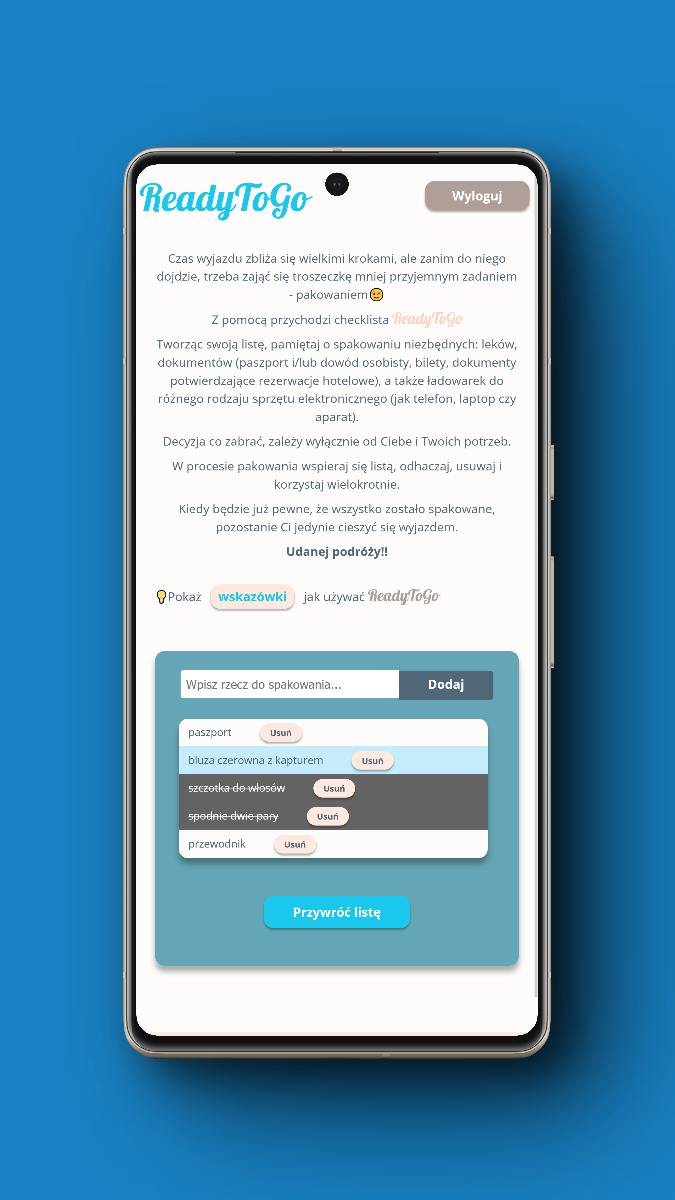 ReadyToGo
Wyloguj
Czas wyjazdu zbliża się wielkimi krokami, ale zanim do niego
dojdzie, trzeba zająć się troszeczkę mniej przyjemnym zadaniem
- pakowaniem😉
Z pomocą przychodzi checklista ReadyToGo
Tworząc swoją listę, pamiętaj o spakowaniu niezbędnych: leków,
dokumentów (paszport i/lub dowód osobisty, bilety, dokumenty
potwierdzające rezerwacje hotelowe), a także ładowarek do
różnego rodzaju sprzętu elektronicznego (jak telefon, laptop czy
aparat).
Decyzja co zabrać, zależy wyłącznie od Ciebie i Twoich potrzeb.
W procesie pakowania wspieraj się listą, odhaczaj, usuwaj i
korzystaj wielokrotnie.
Kiedy będzie już pewne, że wszystko zostało spakowane,
pozostanie Ci jedynie cieszyć się wyjazdem.
Udanej podróży!!
💡Pokaż wskazówki jak używać ReadyToGo
Wpisz rzecz do spakowania... Dodaj
paszport Usuń
bluza czerowna z kapturem Usuń
szczotka do włosów Usuń
spodnie dwie pary Usuń
przewodnik Usuń
Przywróć listę